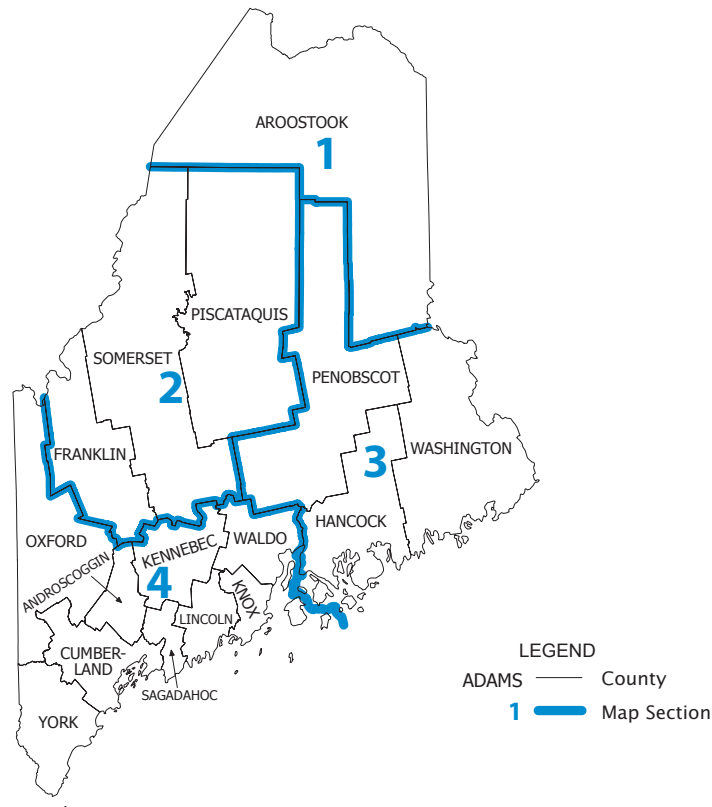 AROOSTOOK
1
PISCATAQUIS
SOMERSET
2
PENOBSCOT
FRANKLIN
WASHINGTON
3
HANCOCK
OXFORD
KENNEBEC
WALDO
ANDROSCOGGIN
4
KNOX
LINCOLN
CUMBER-
LAND
SAGADAHOC
YORK
LEGEND
ADAMS County
1 Map Section